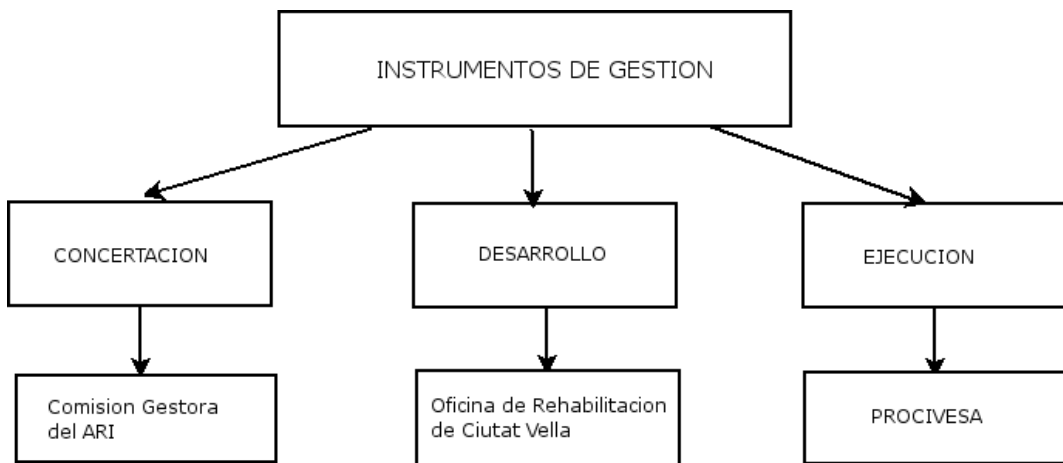 INSTRUMENTOS DE GESTION
CONCERTACION
DESARROLLO
EJECUCION
Comision Gestora
del ARI
Oficina de Rehabilitacion
de Ciutat Vella
PROCIVESA